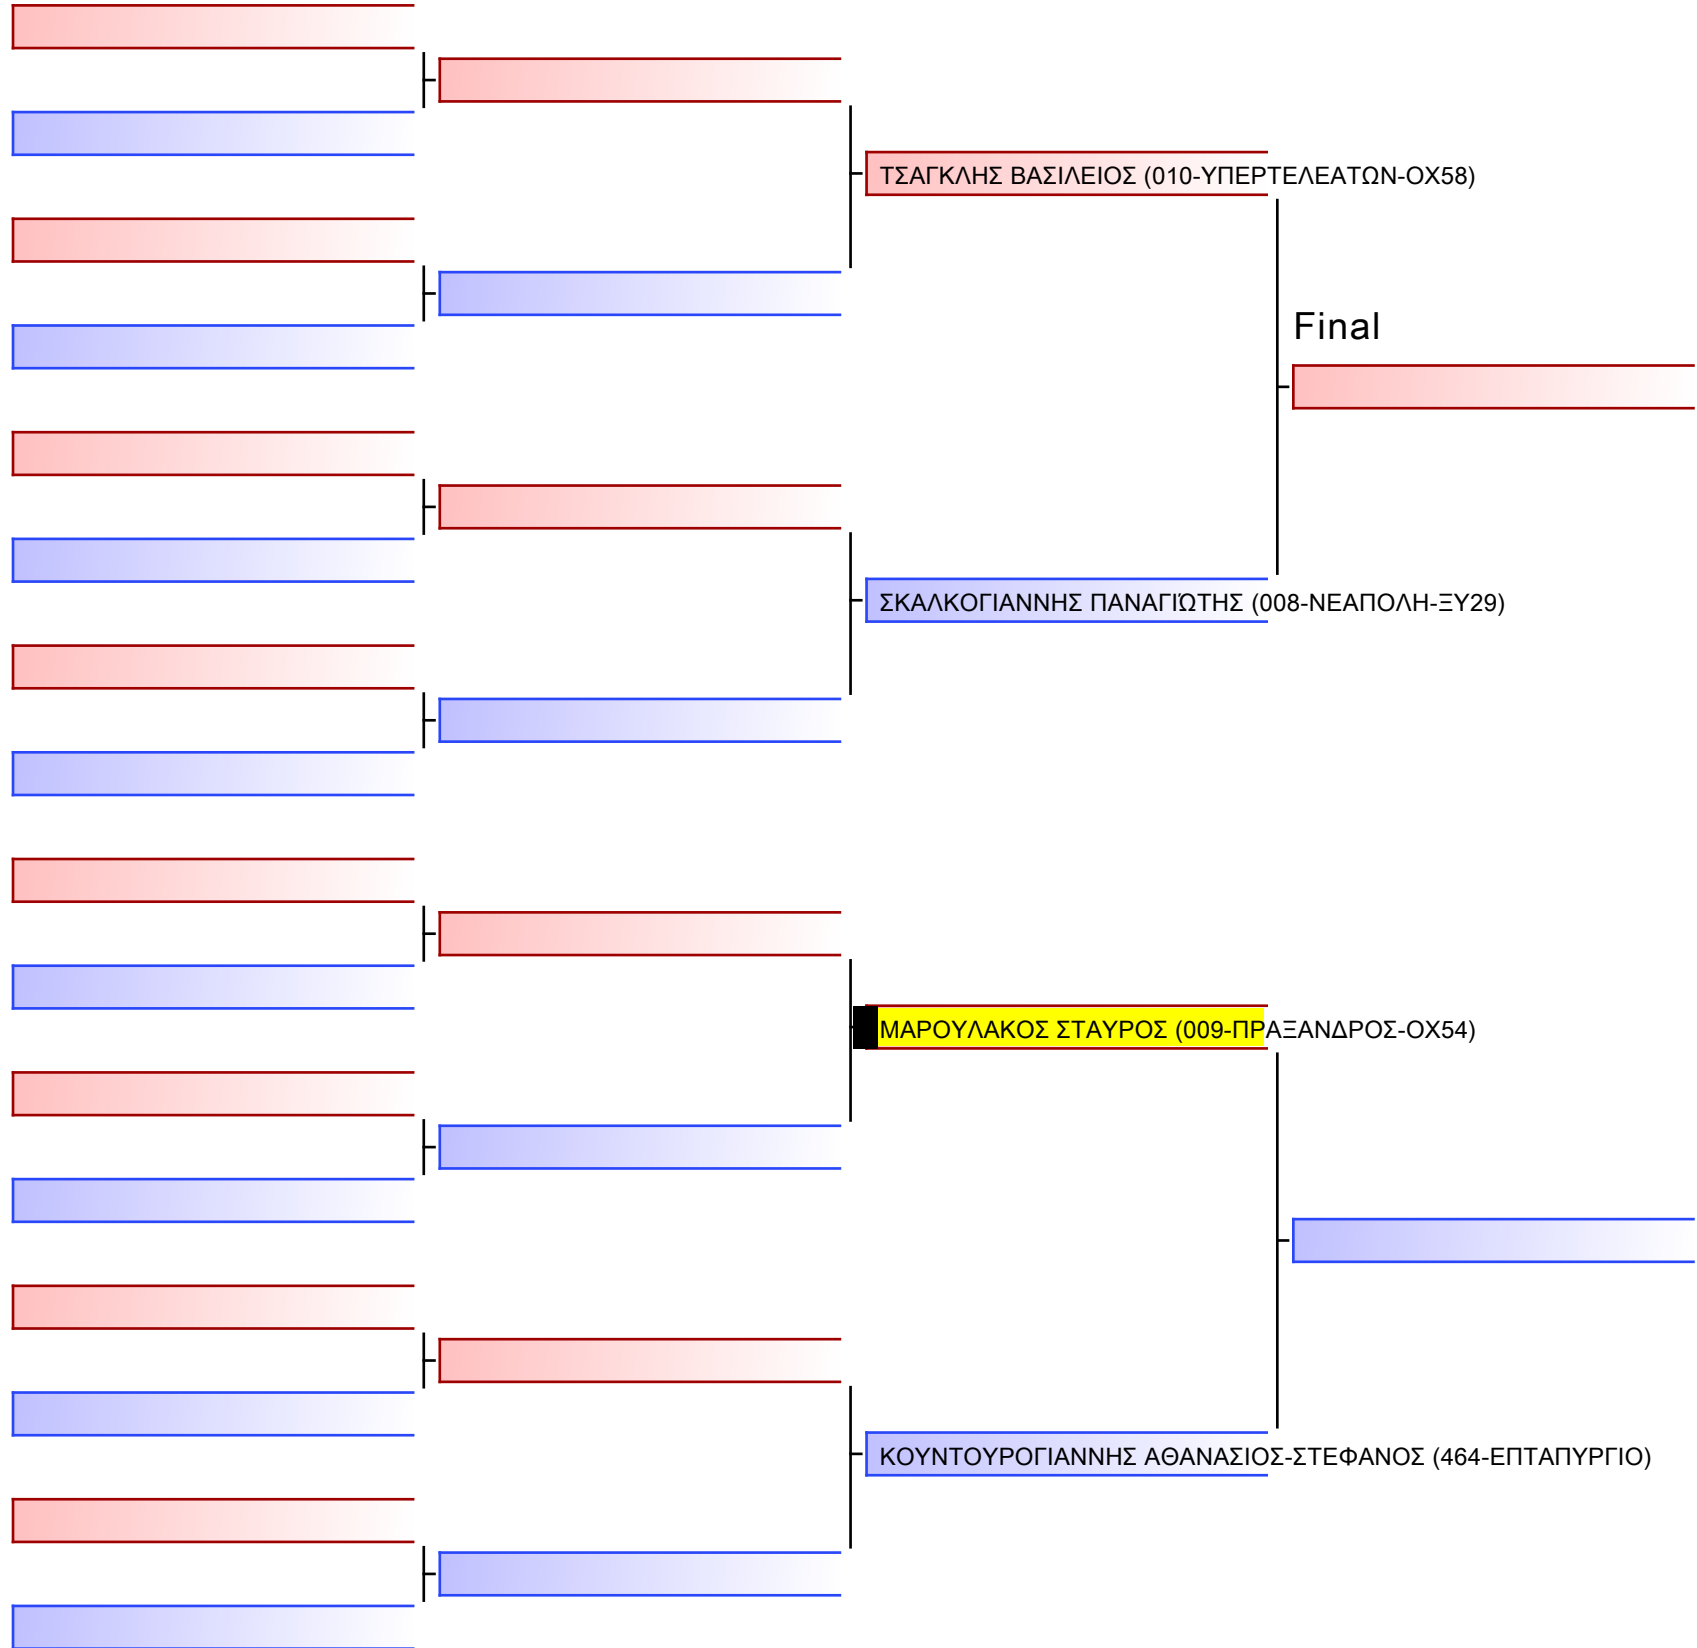 ΤΣΑΓΚΛΗΣ ΒΑΣΙΛΕΙΟΣ (010-ΥΠΕΡΤΕΛΕΑΤΩΝ-ΟΧ58)
Final
ΣΚΑΛΚΟΓΙΑΝΝΗΣ ΠΑΝΑΓΙΏΤΗΣ (008-ΝΕΑΠΟΛΗ-ΞΥ29)
ΜΑΡΟΥΛΑΚΟΣ ΣΤΑΥΡΟΣ (009-ΠΡΑΞΑΝΔΡΟΣ-ΟΧ54)
ΚΟΥΝΤΟΥΡΟΓΙΑΝΝΗΣ ΑΘΑΝΑΣΙΟΣ-ΣΤΕΦΑΝΟΣ (464-ΕΠΤΑΠΥΡΓΙΟ)